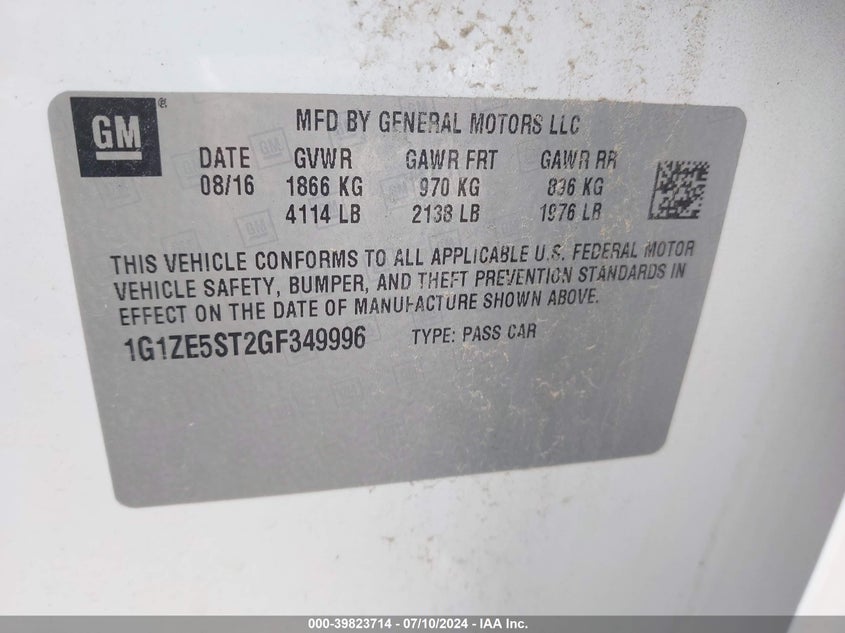 GM ®
MFD BY GENERAL MOTORS LLC
DATE GVWR GAWR FRT GAWR RR
08/16 1866 KG 970 KG 896 KG
4114 LB 2138 LB 1976 LB
THIS VEHICLE CONFORMS TO ALL APPLICABLE U.S. FEDERAL MOTOR
VEHICLE SAFETY, BUMPER, AND THEFT PREVENTION STANDARDS IN
EFFECT ON THE DATE OF MANUFACTURE SHOWN ABOVE.
1G1ZE5ST2GF349996 TYPE: PASS CAR
000-39823714 - 07/10/2024 - IAA Inc.